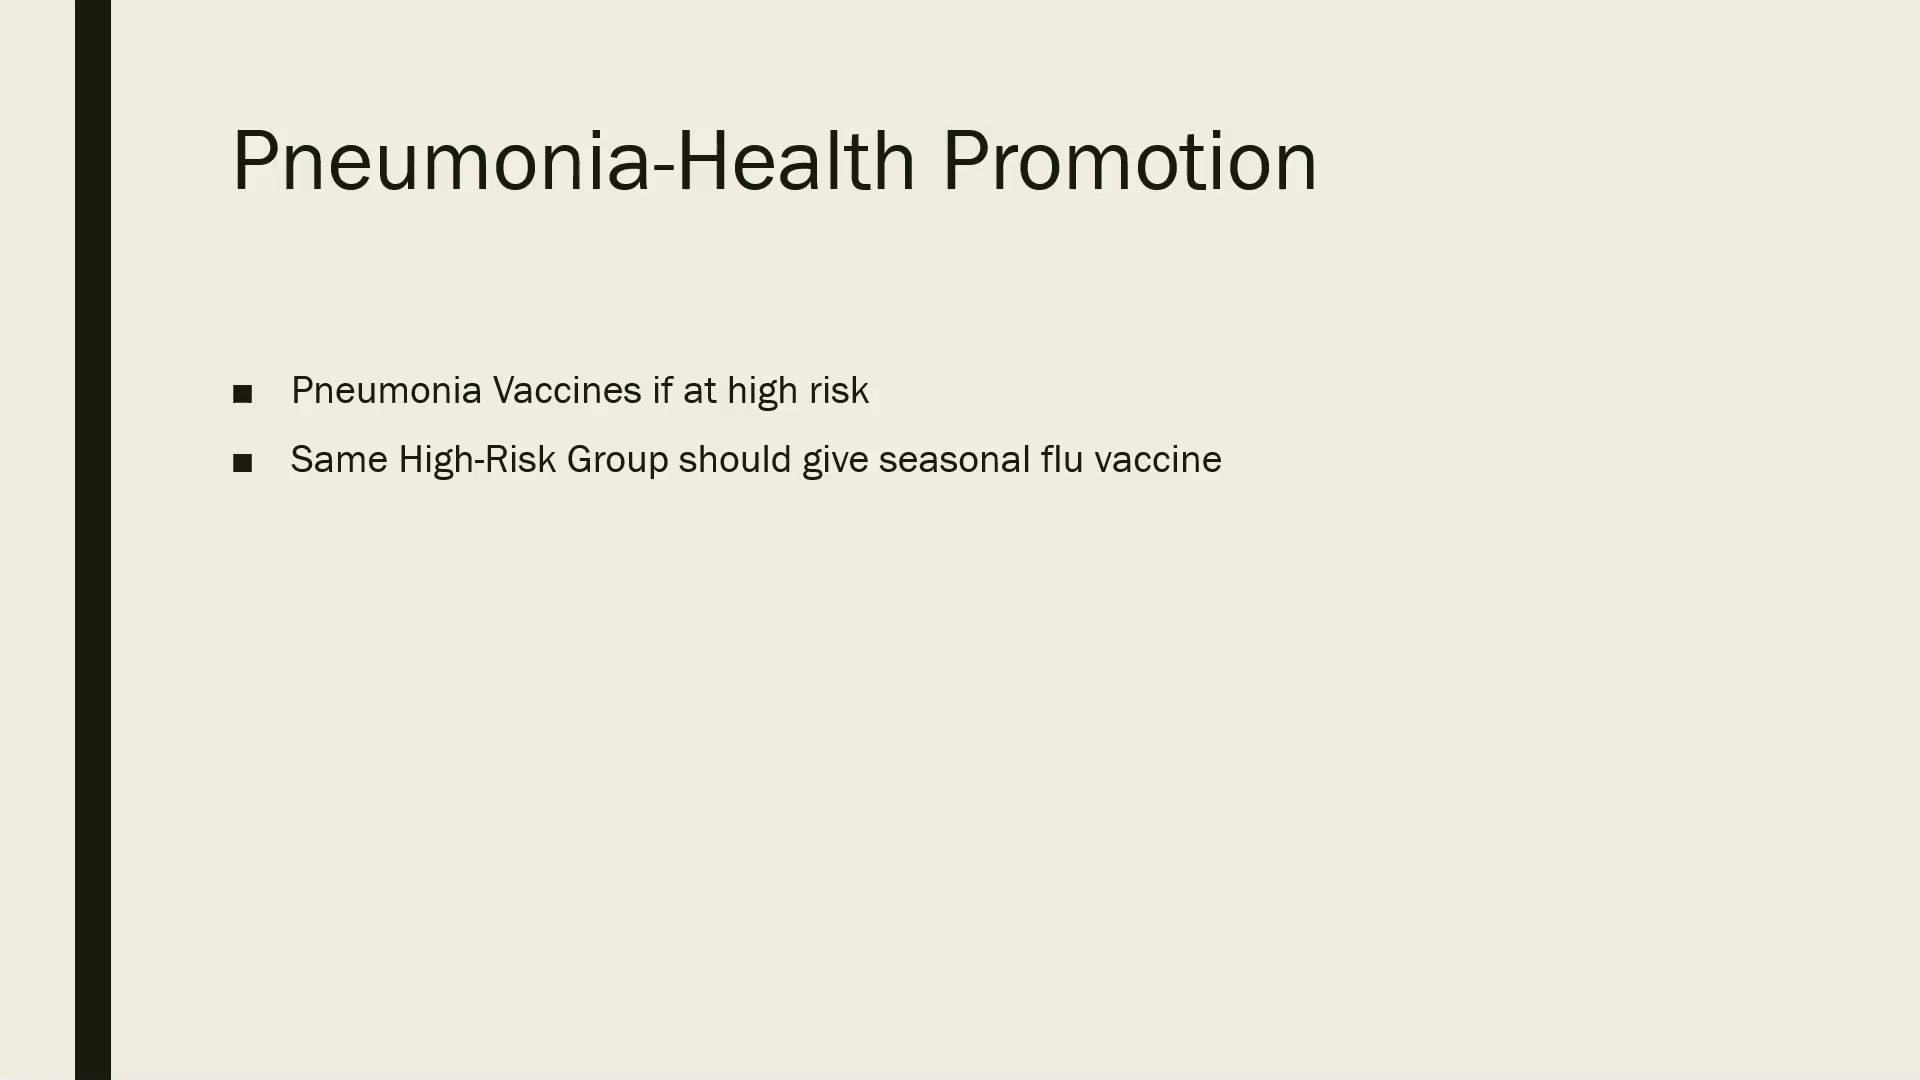 Pneumonia-Health Promotion
■ Pneumonia Vaccines if at high risk
■ Same High-Risk Group should give seasonal flu vaccine